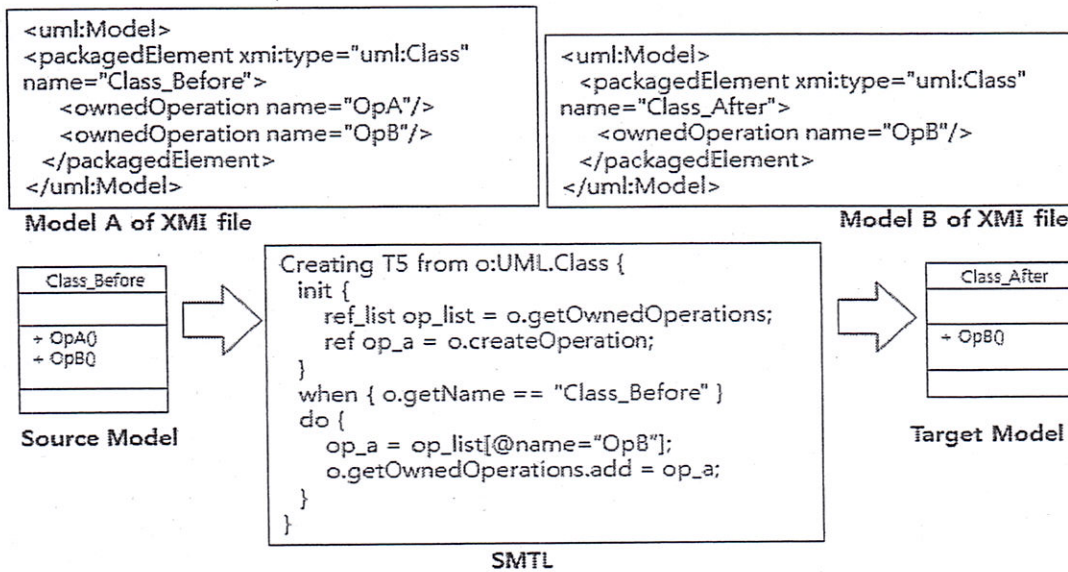 <uml:Model>
<packagedElement xmi:type="uml:Class"
name="Class_Before">
<ownedOperation name="OpA"/>
<ownedOperation name="OpB"/>
</packagedElement>
</uml:Model>
Model A of XMI file
<uml:Model>
<packagedElement xmi:type="uml:Class"
name="Class_After">
<ownedOperation name="OpB"/>
</packagedElement>
</uml:Model>
Model B of XMI file
Class_Before
+ OpA()
+ OpB()
Source Model
Creating T5 from o:UML.Class {
init {
ref_list op_list = o.getOwnedOperations;
ref op_a = o.createOperation;
}
when { o.getName == "Class_Before" }
do {
op_a = op_list[@name="OpB"];
o.getOwnedOperations.add = op_a;
}
}
SMTL
Class_After
+ OpB()
Target Model